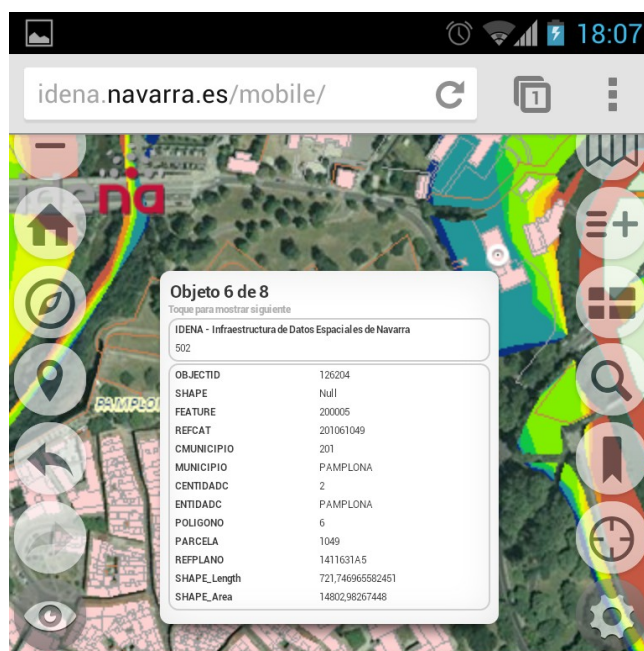 18:07
idena.navarra.es/mobile/
1
idena
Objeto 6 de 8
Toque para mostrar siguiente
IDENA - Infraestructura de Datos Espaciales de Navarra
502
OBJECTID 126204
SHAPE Null
FEATURE 200005
REFCAT 201061049
CMUNICIPIO 201
MUNICIPIO PAMPLONA
CENTIDADC 2
ENTIDADC PAMPLONA
POLIGONO 6
PARCELA 1049
REFPLANO 1411631A5
SHAPE_Length 721,746965582451
SHAPE_Area 14802,98267448